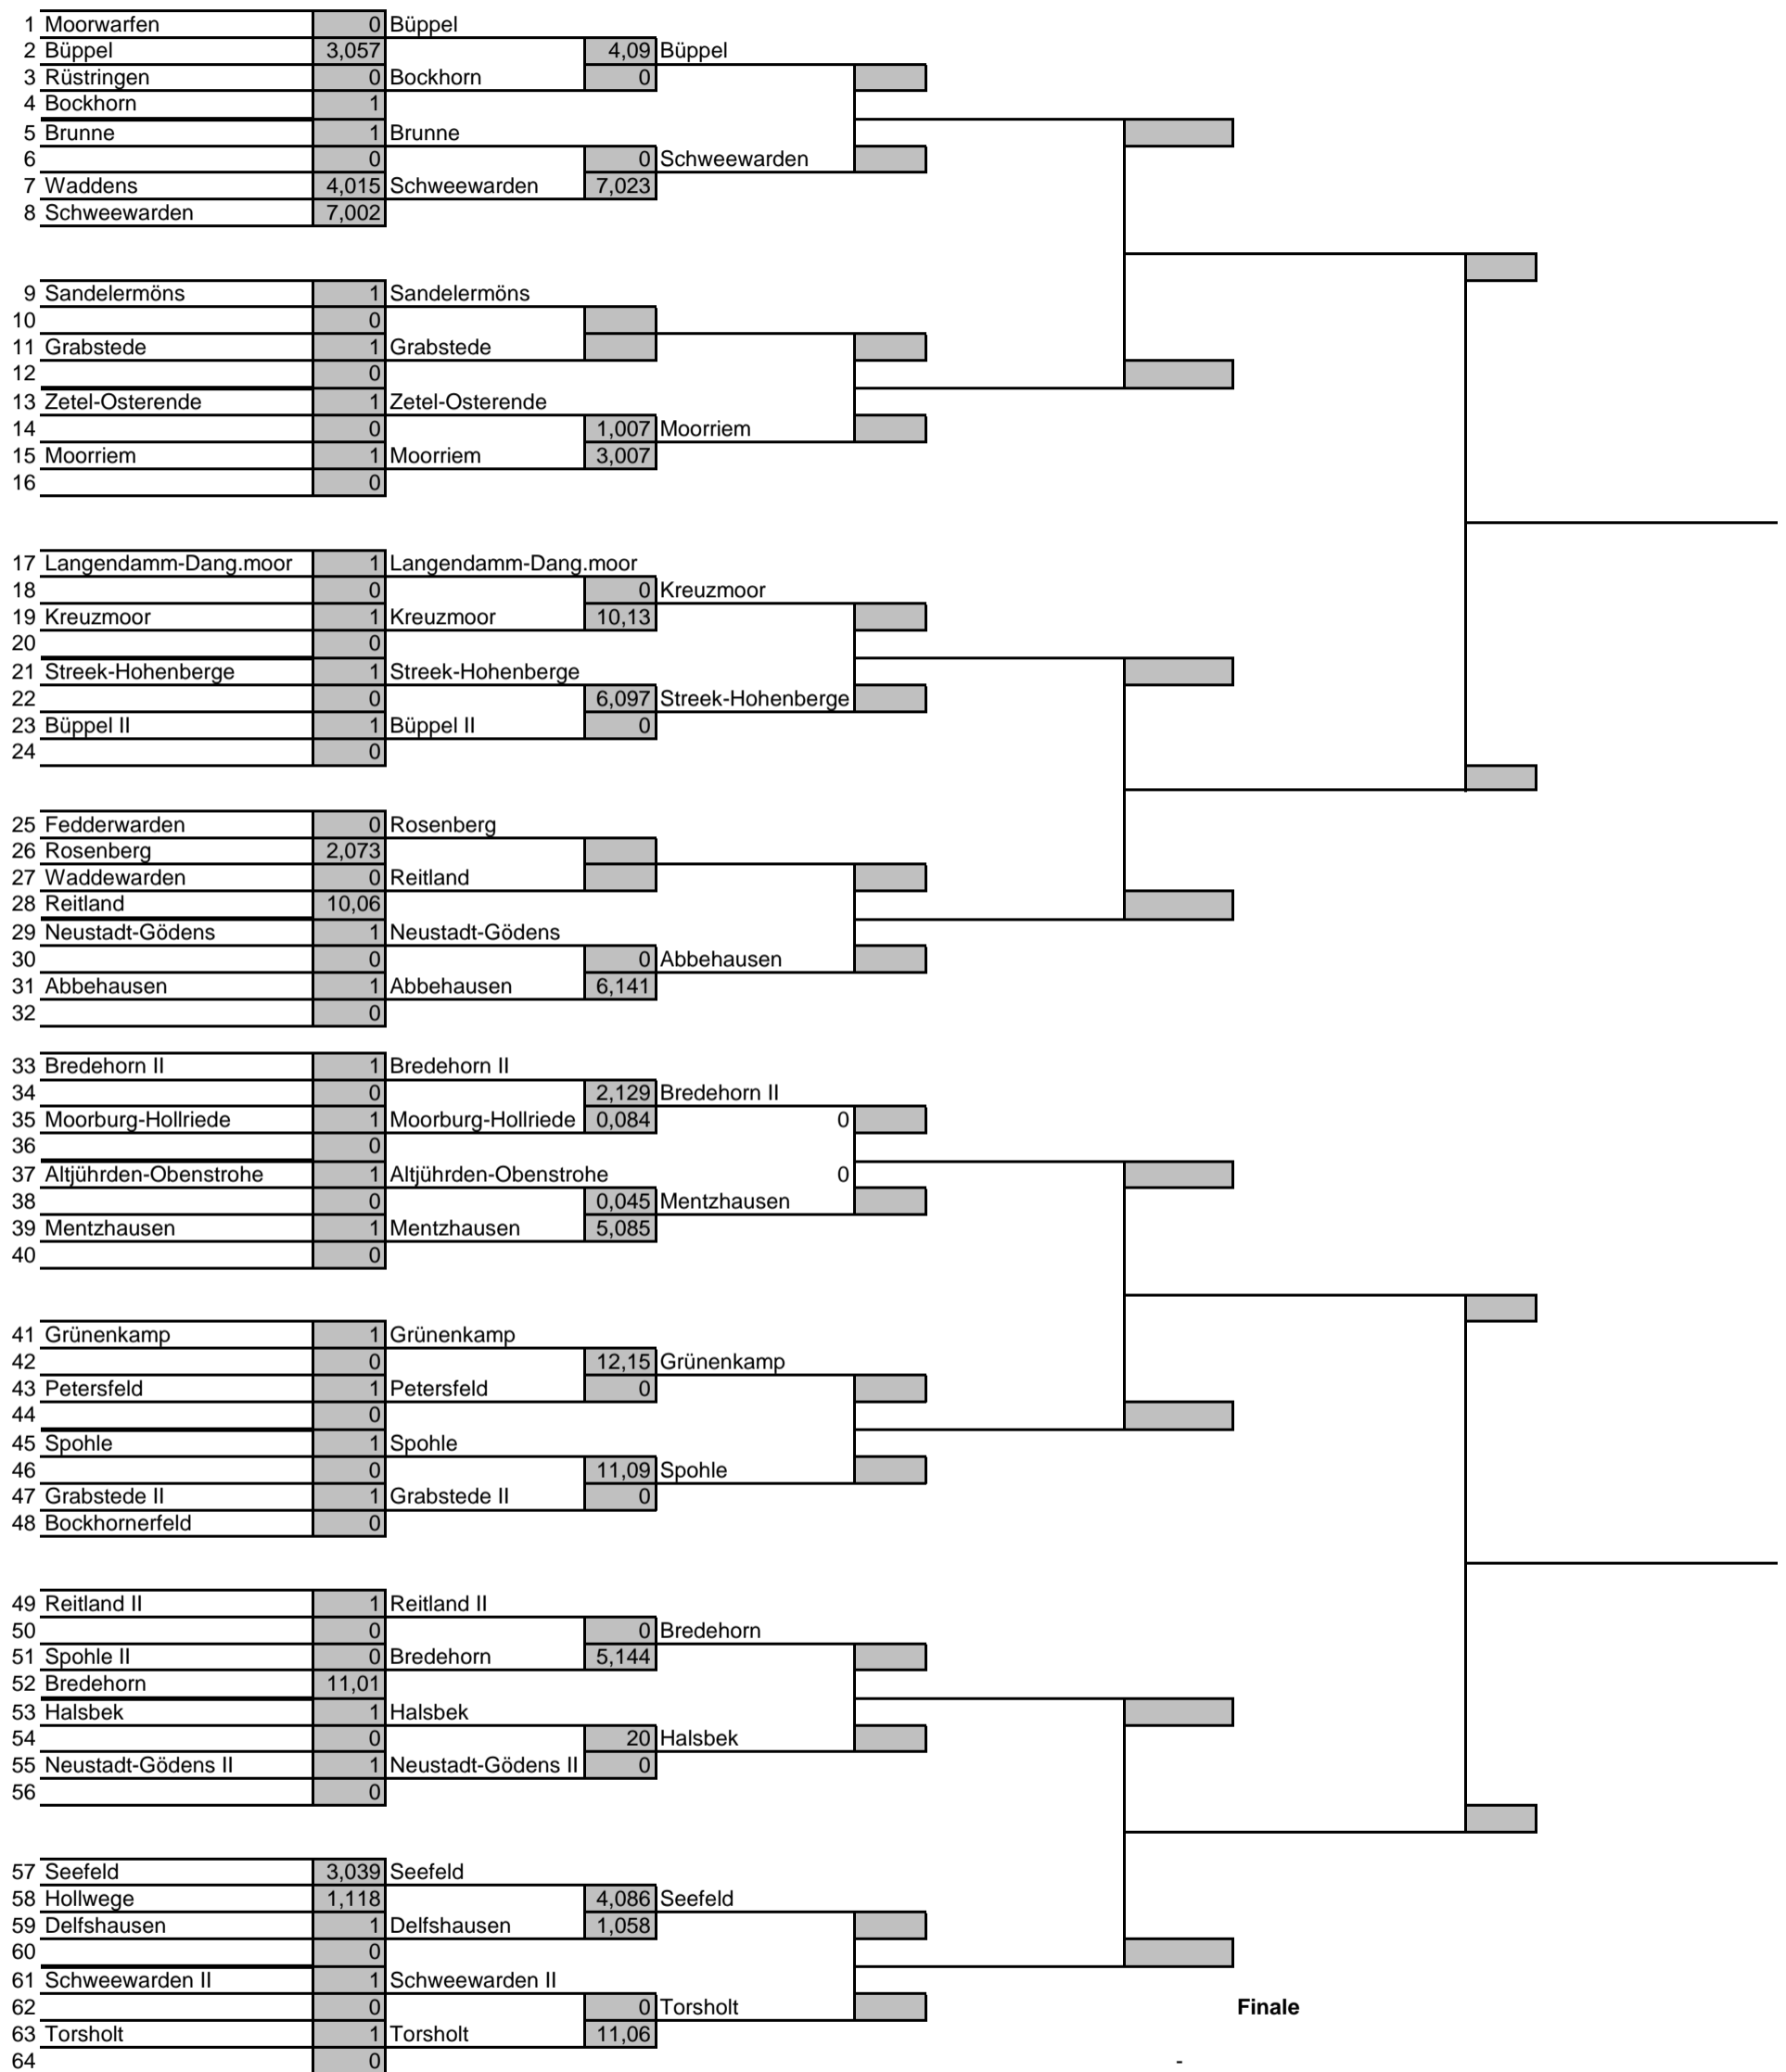 1 Moorwarfen 0 Büppel
2 Büppel 3,057 4,09 Büppel
3 Rüstringen 0 Bockhorn 0
4 Bockhorn 1
5 Brunne 1 Brunne
6 0 0 Schweewarden
7 Waddens 4,015 Schweewarden 7,023
8 Schweewarden 7,002
9 Sandelermöns 1 Sandelermöns
10 0
11 Grabstede 1 Grabstede
12 0
13 Zetel-Osterende 1 Zetel-Osterende
14 0 1,007 Moorriem
15 Moorriem 1 Moorriem 3,007
16 0
17 Langendamm-Dang.moor 1 Langendamm-Dang.moor
18 0 0 Kreuzmoor
19 Kreuzmoor 1 Kreuzmoor 10,13
20 0
21 Streek-Hohenberge 1 Streek-Hohenberge
22 0 6,097 Streek-Hohenberge
23 Büppel II 1 Büppel II 0
24 0
25 Fedderwarden 0 Rosenberg
26 Rosenberg 2,073
27 Waddewarden 0 Reitland
28 Reitland 10,06
29 Neustadt-Gödens 1 Neustadt-Gödens
30 0 0 Abbehausen
31 Abbehausen 1 Abbehausen 6,141
32 0
33 Bredehorn II 1 Bredehorn II
34 0 2,129 Bredehorn II
35 Moorburg-Hollriede 1 Moorburg-Hollriede 0,084 0
36 0
37 Altjührden-Obenstrohe 1 Altjührden-Obenstrohe 0
38 0 0,045 Mentzhausen
39 Mentzhausen 1 Mentzhausen 5,085
40 0
41 Grünenkamp 1 Grünenkamp
42 0 12,15 Grünenkamp
43 Petersfeld 1 Petersfeld 0
44 0
45 Spohle 1 Spohle
46 0 11,09 Spohle
47 Grabstede II 1 Grabstede II 0
48 Bockhornerfeld 0
49 Reitland II 1 Reitland II
50 0 0 Bredehorn
51 Spohle II 0 Bredehorn 5,144
52 Bredehorn 11,01
53 Halsbek 1 Halsbek
54 0 20 Halsbek
55 Neustadt-Gödens II 1 Neustadt-Gödens II 0
56 0
57 Seefeld 3,039 Seefeld
58 Hollwege 1,118 4,086 Seefeld
59 Delfshausen 1 Delfshausen 1,058
60 0
61 Schweewarden II 1 Schweewarden II
62 0 0 Torsholt Finale
63 Torsholt 1 Torsholt 11,06
64 0 -